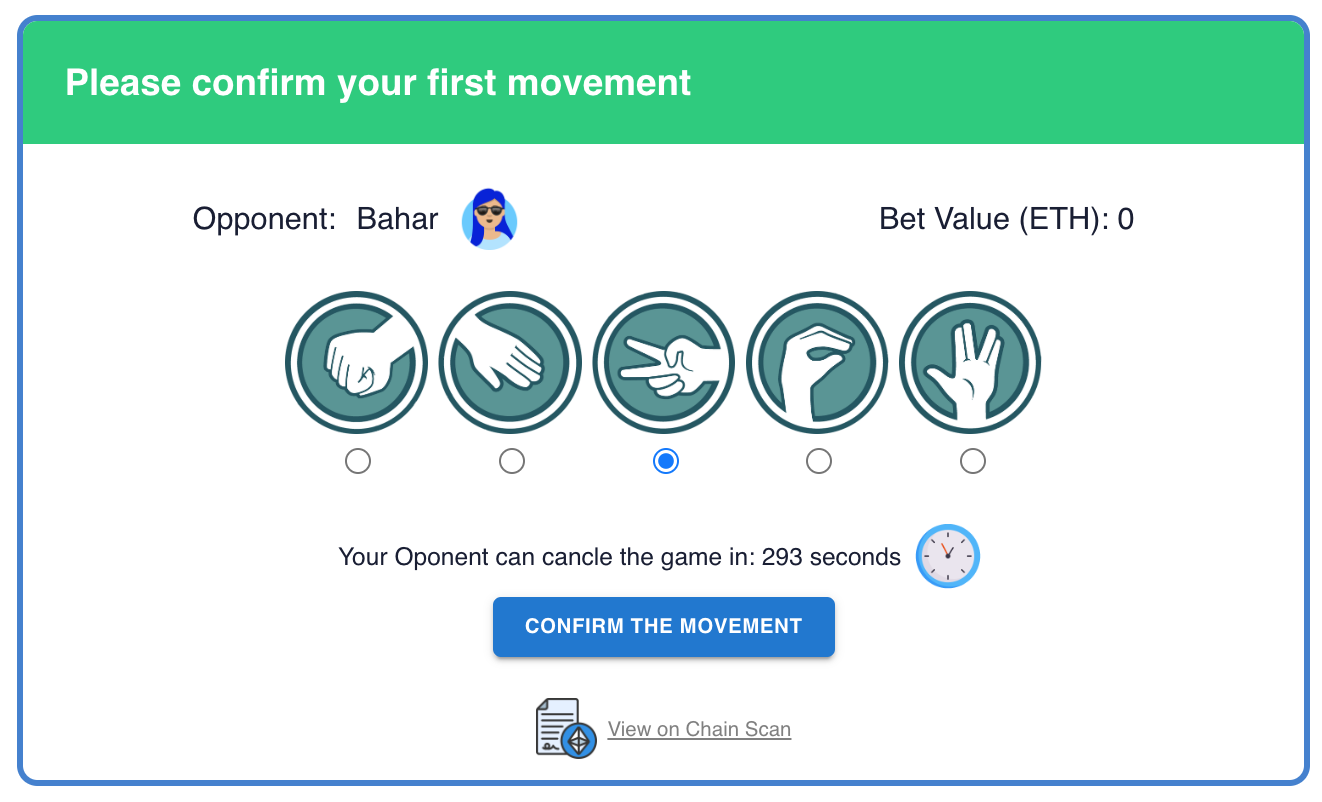 Please confirm your first movement
Opponent: Bahar
Bet Value (ETH): 0
Your Oponent can cancle the game in: 293 seconds
CONFIRM THE MOVEMENT
View on Chain Scan